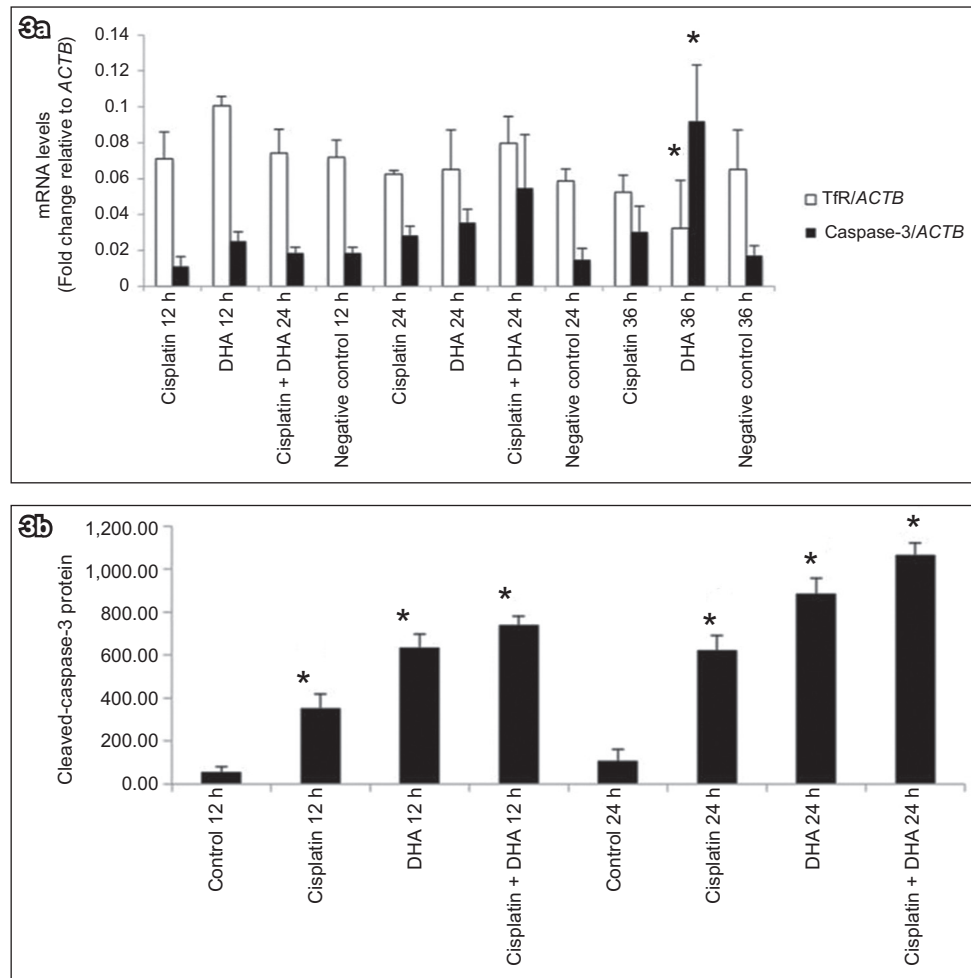 3a
mRNA levels
(Fold change relative to ACTB)
0.14
0.12
0.1
0.08
0.06
0.04
0.02
0
*
*
TfR/ACTB
Caspase-3/ACTB
Cisplatin 12 h
DHA 12 h
Cisplatin + DHA 24 h
Negative control 12 h
Cisplatin 24 h
DHA 24 h
Cisplatin + DHA 24 h
Negative control 24 h
Cisplatin 36 h
DHA 36 h
Negative control 36 h
3b
Cleaved-caspase-3 protein
1,200.00
1,000.00
800.00
600.00
400.00
200.00
0.00
*
*
*
*
*
*
Control 12 h
Cisplatin 12 h
DHA 12 h
Cisplatin + DHA 12 h
Control 24 h
Cisplatin 24 h
DHA 24 h
Cisplatin + DHA 24 h